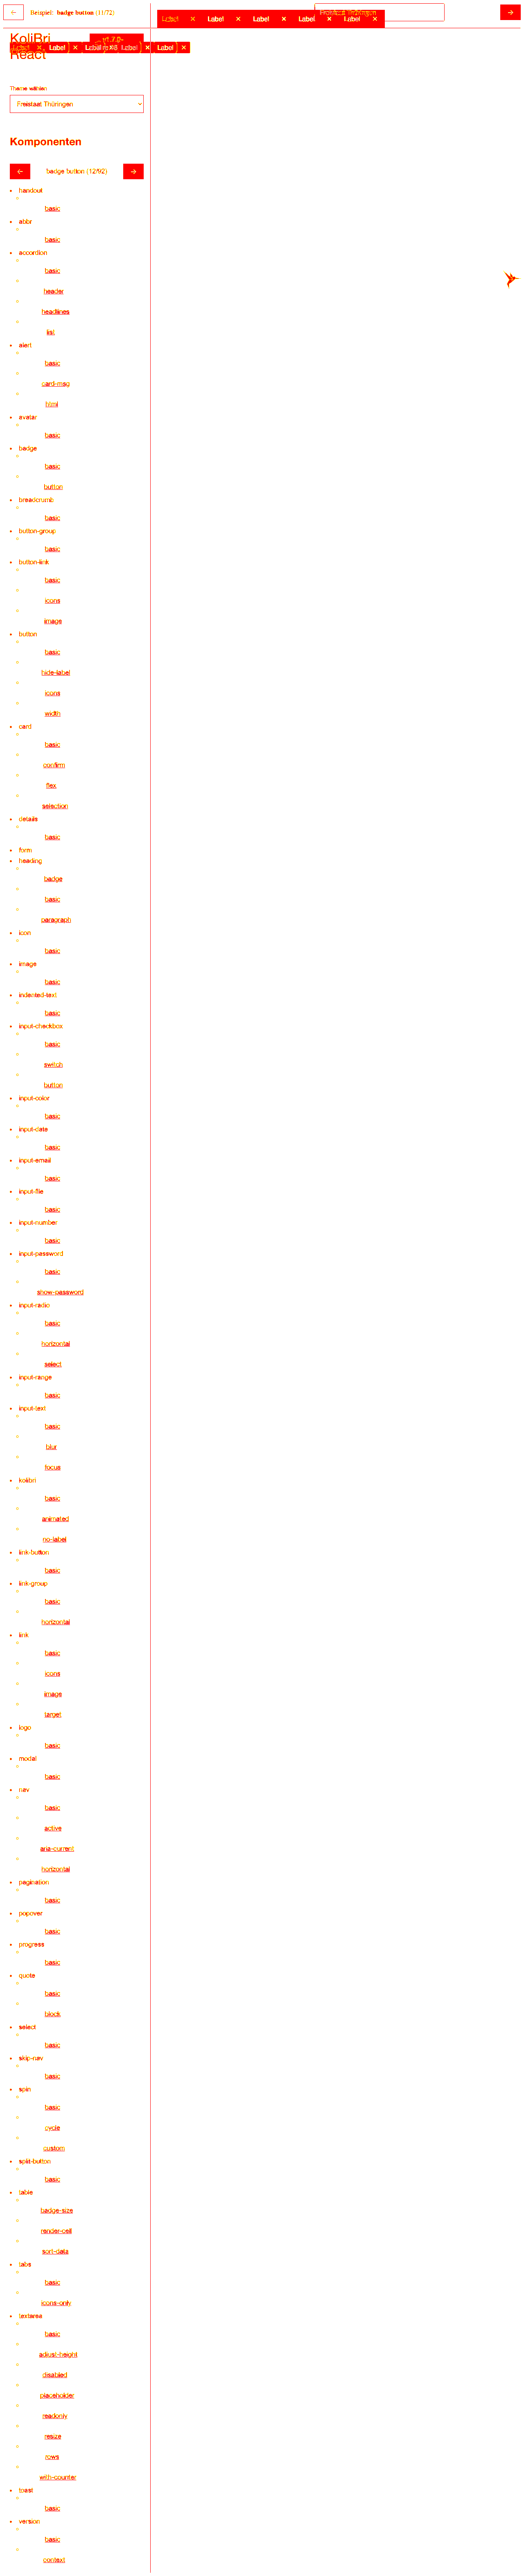 Beispiel: badge button (11/72)
Label × Label × Label × Label × Label ×
Freistaat Thüringen
KoliBri
React
Label × Label × Label × Label × Label ×
Theme wählen
Freistaat Thüringen
Komponenten
badge button (12/92)
handout
basic
abbr
basic
accordion
basic
header
headlines
list
alert
basic
card-msg
html
avatar
basic
badge
basic
button
breadcrumb
basic
button-group
basic
button-link
basic
icons
image
button
basic
hide-label
icons
width
card
basic
confirm
flex
selection
details
basic
form
heading
badge
basic
paragraph
icon
basic
image
basic
indented-text
basic
input-checkbox
basic
switch
button
input-color
basic
input-date
basic
input-email
basic
input-file
basic
input-number
basic
input-password
basic
show-password
input-radio
basic
horizontal
select
input-range
basic
input-text
basic
blur
focus
kolibri
basic
animated
no-label
link-button
basic
link-group
basic
horizontal
link
basic
icons
image
target
logo
basic
modal
basic
nav
basic
active
aria-current
horizontal
pagination
basic
popover
basic
progress
basic
quote
basic
block
select
basic
skip-nav
basic
spin
basic
cycle
custom
split-button
basic
table
badge-size
render-cell
sort-data
tabs
basic
icons-only
textarea
basic
adjust-height
disabled
placeholder
readonly
resize
rows
with-counter
toast
basic
version
basic
context